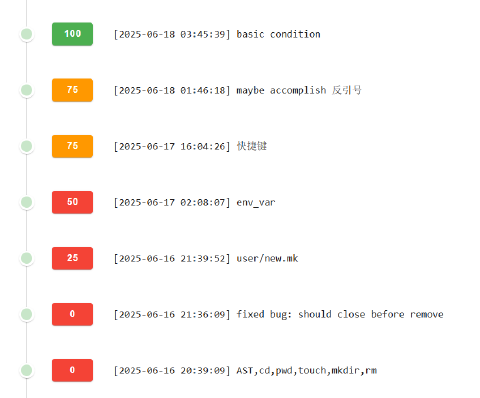 100 [2025-06-18 03:45:39] basic condition
75 [2025-06-18 01:46:18] maybe accomplish 反引号
75 [2025-06-17 16:04:26] 快捷键
50 [2025-06-17 02:08:07] env_var
25 [2025-06-16 21:39:52] user/new.mk
0 [2025-06-16 21:36:09] fixed bug: should close before remove
0 [2025-06-16 20:39:09] AST,cd,pwd,touch,mkdir,rm